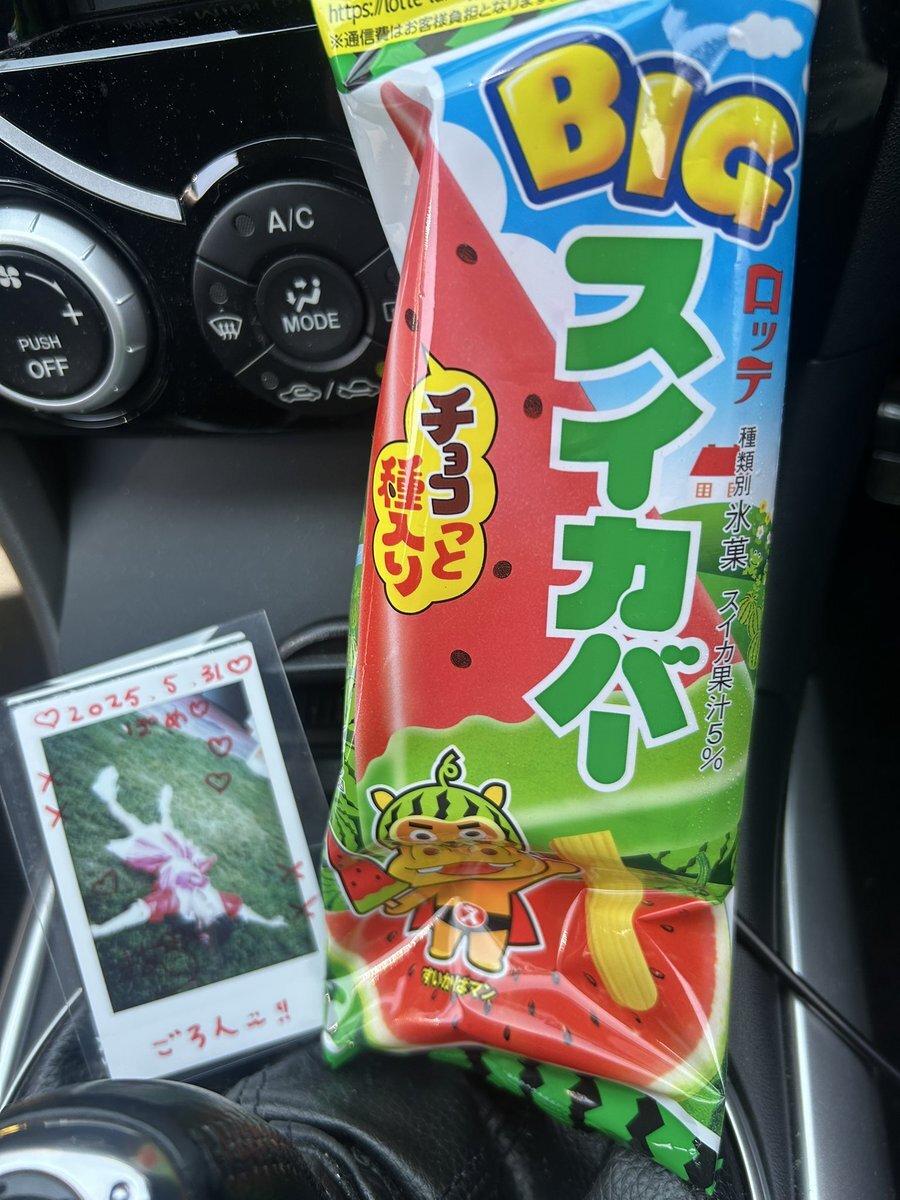 ※通信費はお客様負担となります
BIG
スイカバー
ロッテ
種類別 氷菓 スイカ果汁5%
チョコっと
種入り
ス
すいかばマン
A/C
MODE
PUSH
OFF
♡2025.5.31♡
ごろん